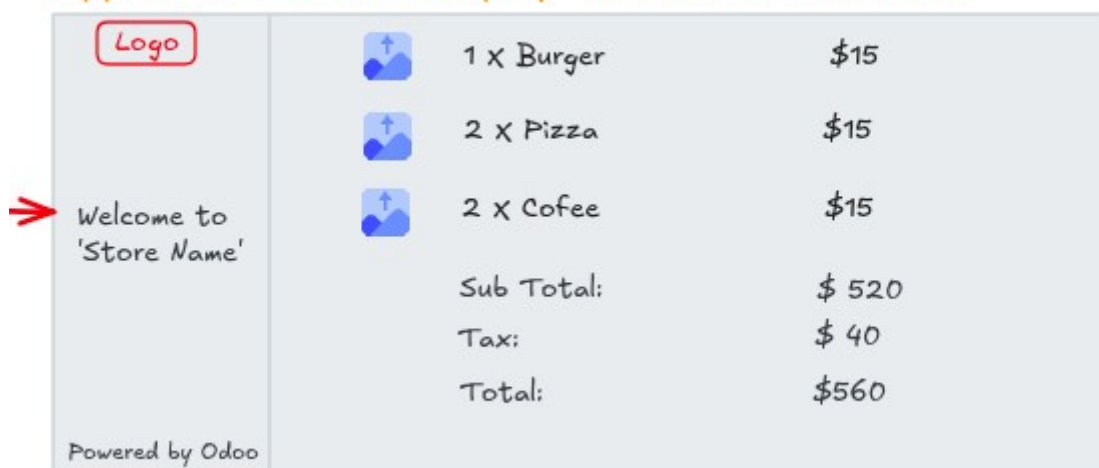 Logo
1 x Burger $15
2 x Pizza $15
2 x Cofee $15
Welcome to
'Store Name'
Sub Total: $ 520
Tax: $ 40
Total: $560
Powered by Odoo